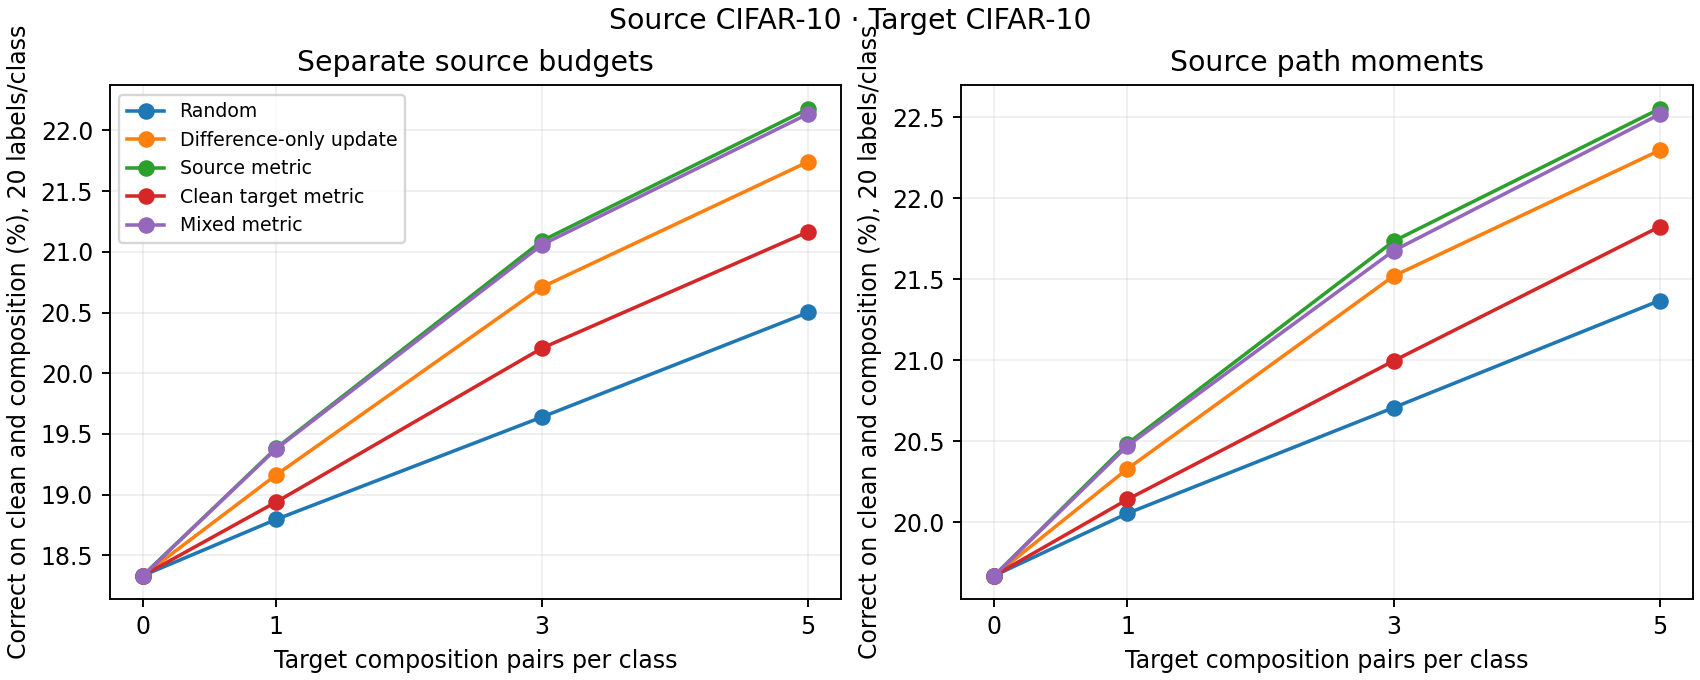 Source CIFAR-10 · Target CIFAR-10
Separate source budgets
Correct on clean and composition (%), 20 labels/class
22.0
21.5
21.0
20.5
20.0
19.5
19.0
18.5
Random
Difference-only update
Source metric
Clean target metric
Mixed metric
0 1 3 5
Target composition pairs per class
Source path moments
Correct on clean and composition (%), 20 labels/class
22.5
22.0
21.5
21.0
20.5
20.0
0 1 3 5
Target composition pairs per class